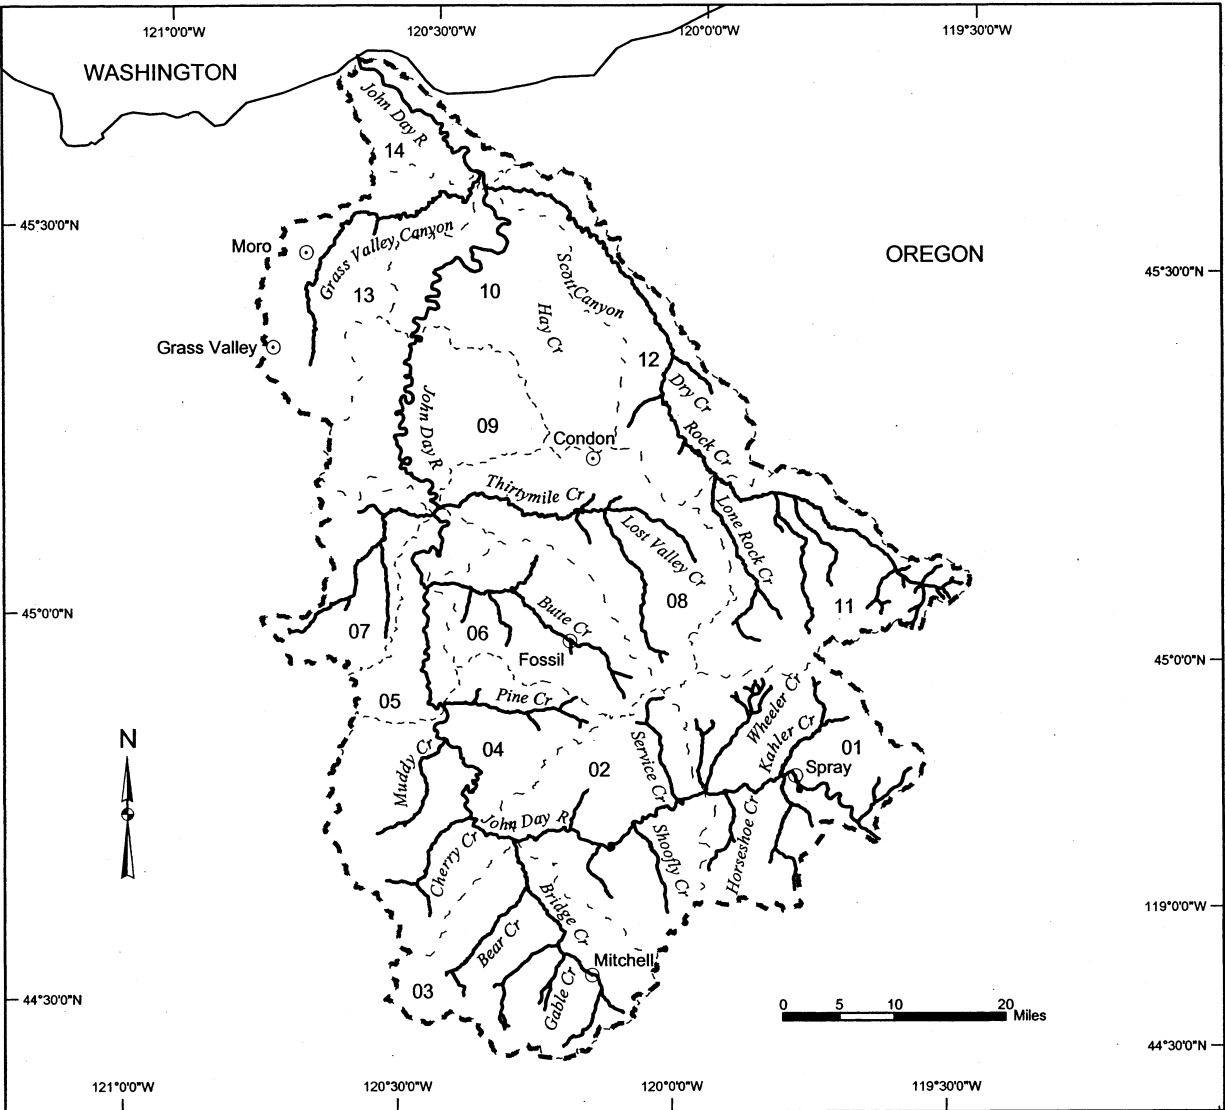 121°0'0"W
120°30'0"W
120°0'0"W
119°30'0"W
WASHINGTON
John Day R
14
45°30'0"N
Moro
Grass Valley Canyon
OREGON
Scott Canyon
45°30'0"N
13
10
Hay Cr
Grass Valley
12
Dry Cr
John Day R
09
Condon
Rock Cr
Thirtymile Cr
Lost Valley Cr
Lone Rock Cr
08
11
45°0'0"N
07
06
Butte Cr
Fossil
45°0'0"N
05
Pine Cr
Wheeler Cr
N
Muddy Cr
04
02
Service Cr
Kahler Cr
01
Spray
John Day R
Cherry Cr
Shoofly Cr
Horseshoe Cr
Bridge Cr
119°0'0"W
Bear Cr
Mitchell
Gable Cr
03
44°30'0"N
0 5 10 20
Miles
44°30'0"N
121°0'0"W
120°30'0"W
120°0'0"W
119°30'0"W